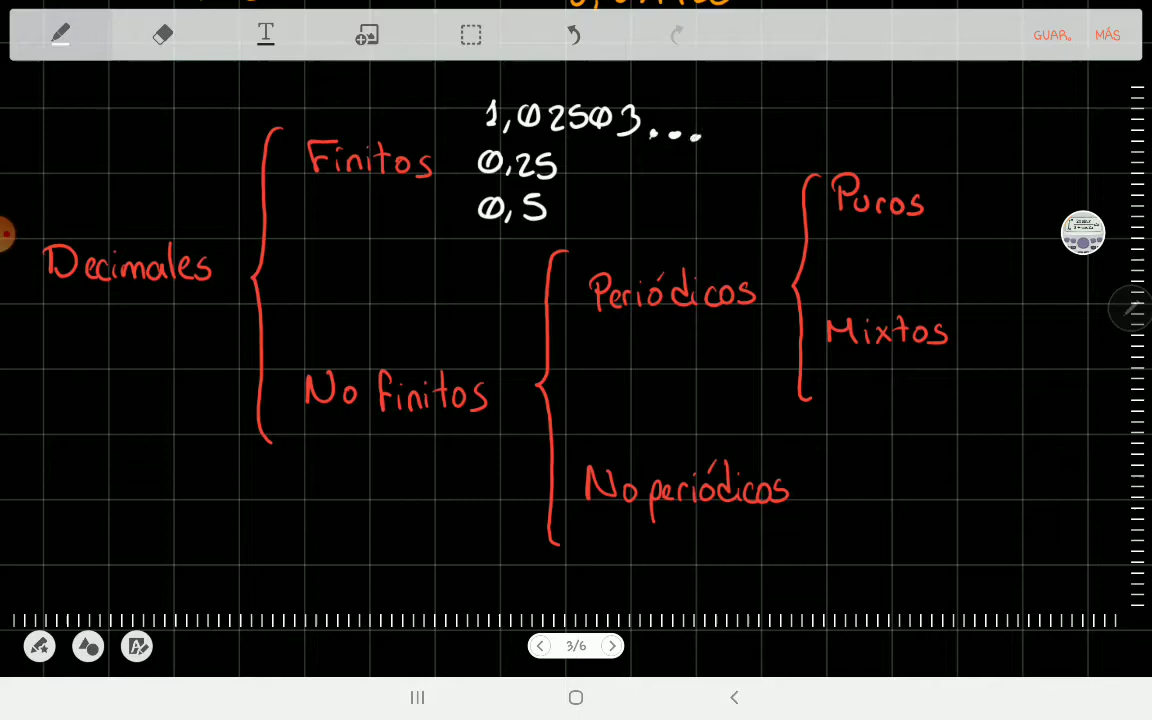 T
GUAR. MÁS
1,02503...
Finitos
0,25
0,5
Puros
Decimales
Periódicos
Mixtos
No finitos
No periódicos
3/6